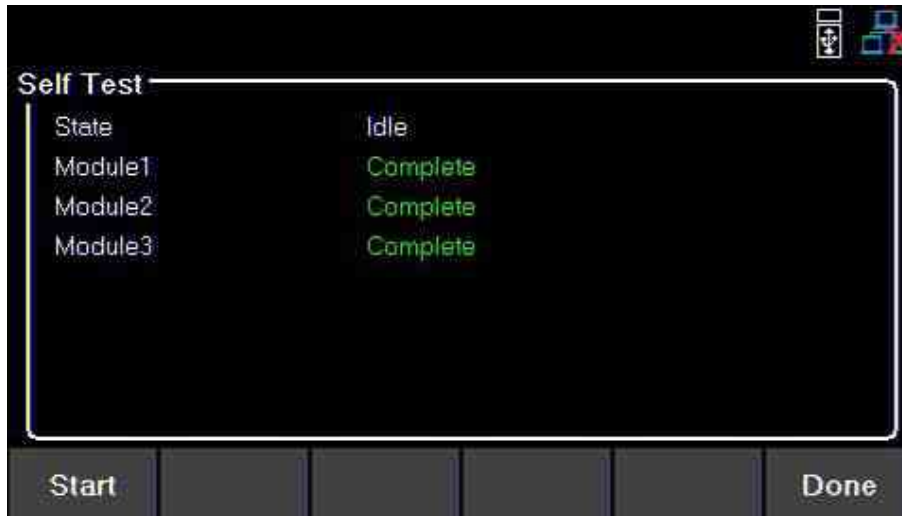 Self Test
State Idle
Module1 Complete
Module2 Complete
Module3 Complete
Start Done